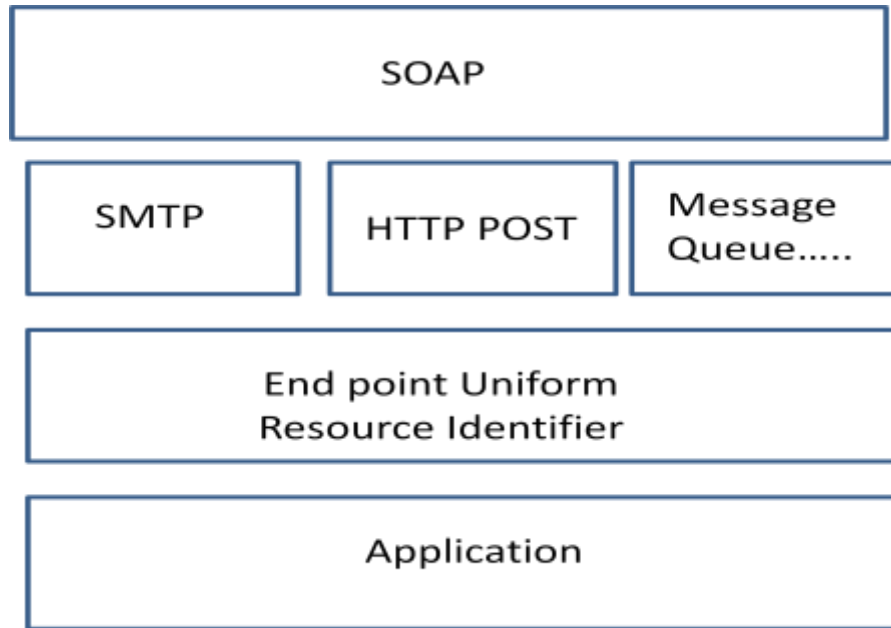 SOAP
SMTP
HTTP POST
Message
Queue…..
End point Uniform
Resource Identifier
Application